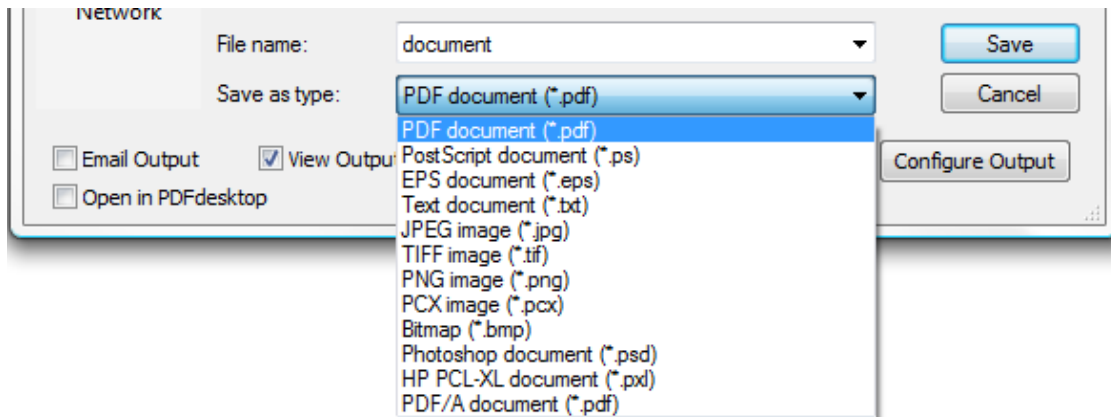 Network
File name: document Save
Save as type: PDF document (*.pdf) Cancel
PDF document (*.pdf)
Email Output View Outpu PostScript document (*.ps) Configure Output
EPS document (*.eps)
Open in PDFdesktop Text document (*.txt)
JPEG image (*.jpg)
TIFF image (*.tif)
PNG image (*.png)
PCX image (*.pcx)
Bitmap (*.bmp)
Photoshop document (*.psd)
HP PCL-XL document (*.pxl)
PDF/A document (*.pdf)